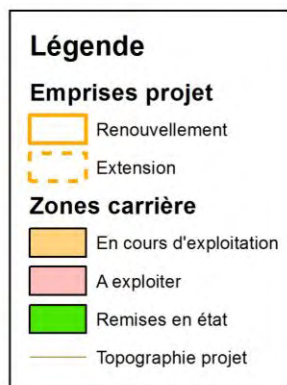 Légende
Emprises projet
Renouvellement
Extension
Zones carrière
En cours d'exploitation
A exploiter
Remises en état
Topographie projet